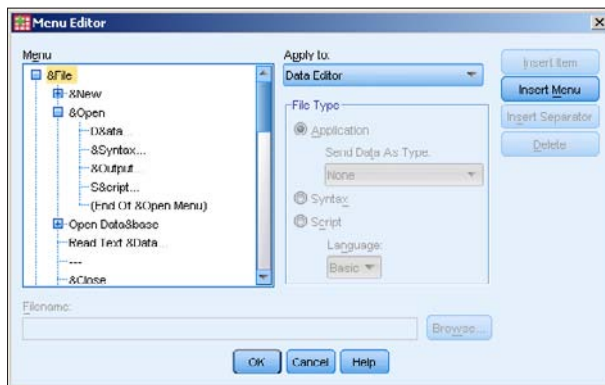 Menu Editor
Menu
&File
&New
&Open
D&ata...
&Syntax...
&Output...
S&cript...
(End Of &Open Menu)
Open Data&base
Read Text &Data...
---
&Close
Apply to:
Data Editor
File Type
Application
Send Data As Type:
None
Syntax
Script
Language:
Basic
Insert Item
Insert Menu
Insert Separator
Delete
Filename:
Browse...
OK
Cancel
Help